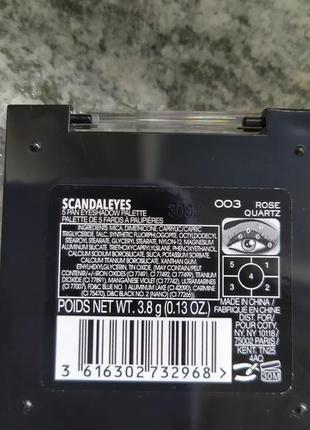 SCANDALEYES
5 PAN EYESHADOW PALETTE
PALETTE DE 5 FARDS À PAUPIÈRES
003 ROSE
QUARTZ
INGREDIENTS: MICA, DIMETHICONE, CAPRYLIC/CAPRIC
TRIGLYCERIDE, TALC, SYNTHETIC FLUORPHLOGOPITE, OCTYLDODECYL
STEAROYL STEARATE, GLYCERYL STEARATE, NYLON-12, MAGNESIUM
ALUMINUM SILICATE, TRIETHOXYCAPRYLYLSILANE, PHENOXYETHANOL,
CALCIUM SODIUM BOROSILICATE, SILICA, POTASSIUM SORBATE,
CALCIUM TITANIUM BOROSILICATE, XANTHAN GUM,
ETHYLHEXYLGLYCERIN, TIN OXIDE, (MAY CONTAIN/PEUT
CONTENIR/+/-:IRON OXIDES (CI 77491, CI 77492, CI 77499), TITANIUM
DIOXIDE (CI 77891), MANGANESE VIOLET (CI 77742), ULTRAMARINES
(CI 77007), FD&C BLUE NO. 1 ALUMINUM LAKE (CI 42090), CARMINE
(CI 75470), D&C BLACK NO. 2 (NANO) (CI 77266)).
5 1
4
3 2
MADE IN CHINA /
FABRIQUÉ EN CHINE
DIST. FOR/
POUR COTY,
NY, NY 10118 /
75002 PARIS /
KENT, TN25
4AQ
30M
POIDS NET WT. 3.8 g (0.13 OZ.)
3 616302 732968 >